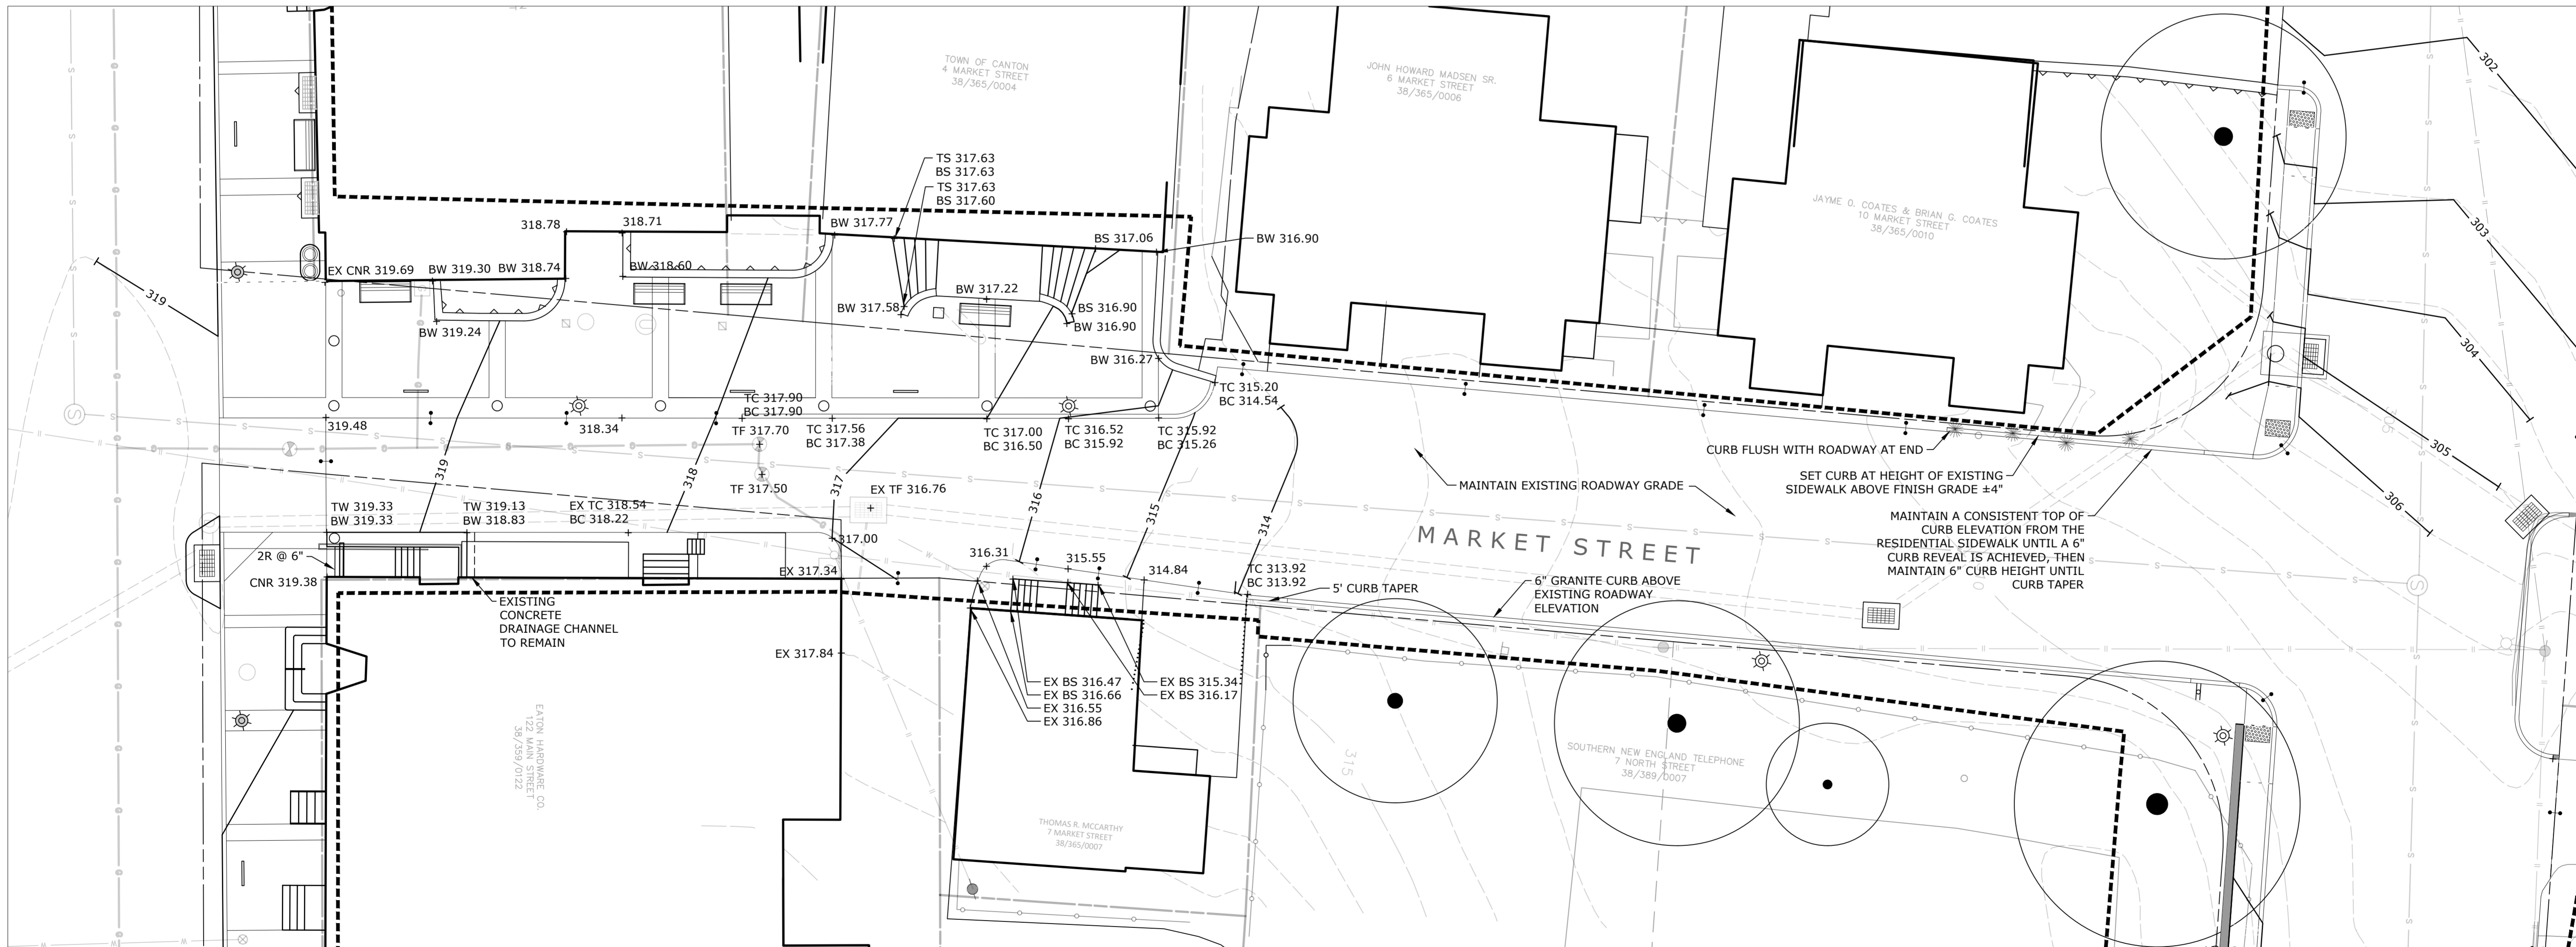 TOWN OF CANTON
4 MARKET STREET
38/365/0004
JOHN HOWARD MADSEN SR.
6 MARKET STREET
38/365/0006
JAYME O. COATES & BRIAN G. COATES
10 MARKET STREET
38/365/0010
302
303
304
305
306
TS 317.63
BS 317.63
TS 317.63
BS 317.60
318.78
318.71
BW 317.77
BS 317.06
BW 316.90
EX CNR 319.69
BW 319.30
BW 318.74
BW 318.60
319
BW 319.24
BW 317.58
BW 317.22
BS 316.90
BW 316.90
BW 316.27
319.48
318.34
TC 317.90
BC 317.90
TF 317.70
TC 317.56
BC 317.38
TC 317.00
BC 316.50
TC 316.52
BC 315.92
TC 315.92
BC 315.26
TC 315.20
BC 314.54
319
318
317
316
315
314
TF 317.50
EX TF 316.76
MAINTAIN EXISTING ROADWAY GRADE
CURB FLUSH WITH ROADWAY AT END
SET CURB AT HEIGHT OF EXISTING
SIDEWALK ABOVE FINISH GRADE ±4"
MAINTAIN A CONSISTENT TOP OF
CURB ELEVATION FROM THE
RESIDENTIAL SIDEWALK UNTIL A 6"
CURB REVEAL IS ACHIEVED, THEN
MAINTAIN 6" CURB HEIGHT UNTIL
CURB TAPER
MARKET STREET
TW 319.33
BW 319.33
TW 319.13
BW 318.83
EX TC 318.54
BC 318.22
317.00
2R @ 6"
CNR 319.38
EX 317.34
316.31
315.55
314.84
TC 313.92
BC 313.92
5' CURB TAPER
6" GRANITE CURB ABOVE
EXISTING ROADWAY
ELEVATION
EXISTING
CONCRETE
DRAINAGE CHANNEL
TO REMAIN
EX 317.84
EX BS 316.47
EX BS 316.66
EX 316.55
EX 316.86
EX BS 315.34
EX BS 316.17
EATON HARDWARE CO.
122 MAIN STREET
38/359/0122
THOMAS R. MCCARTHY
7 MARKET STREET
38/365/0007
315
SOUTHERN NEW ENGLAND TELEPHONE
7 NORTH STREET
38/389/0007